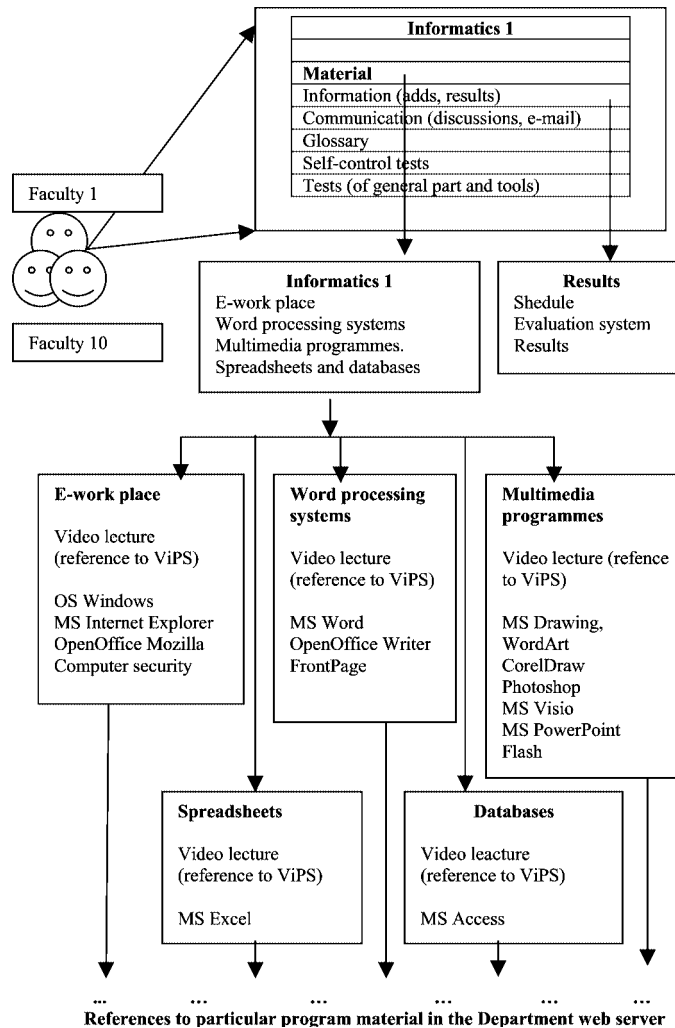 Informatics 1
Material
Information (adds, results)
Communication (discussions, e-mail)
Glossary
Self-control tests
Tests (of general part and tools)
Faculty 1
Faculty 10
Informatics 1
E-work place
Word processing systems
Multimedia programmes.
Spreadsheets and databases
Results
Shedule
Evaluation system
Results
E-work place
Video lecture
(reference to ViPS)
OS Windows
MS Internet Explorer
OpenOffice Mozilla
Computer security
Word processing
systems
Video lecture
(reference to ViPS)
MS Word
OpenOffice Writer
FrontPage
Multimedia
programmes
Video lecture (refence
to ViPS)
MS Drawing,
WordArt
CorelDraw
Photoshop
MS Visio
MS PowerPoint
Flash
Spreadsheets
Video lecture
(reference to ViPS)
MS Excel
Databases
Video leacture
(reference to ViPS)
MS Access
... ... ... ... ... ...
References to particular program material in the Department web server